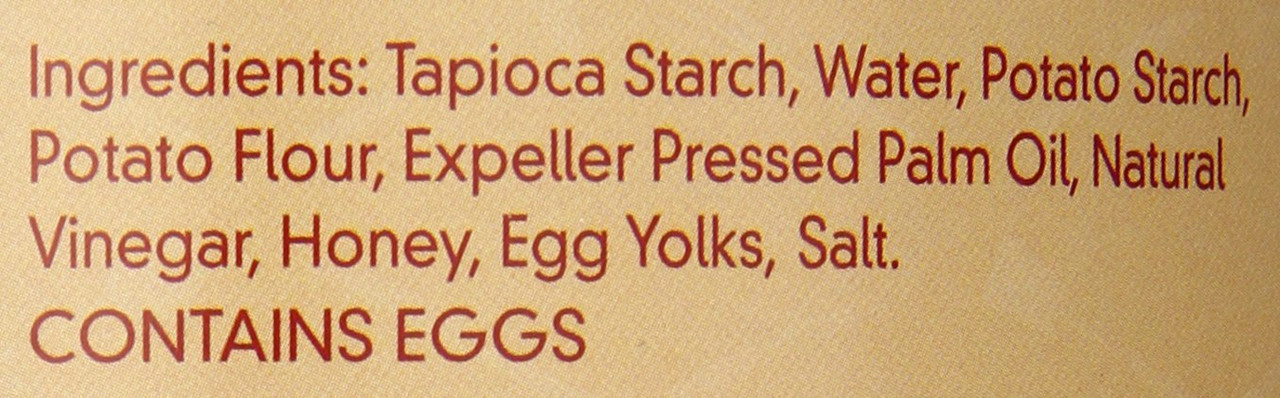 Ingredients: Tapioca Starch, Water, Potato Starch,
Potato Flour, Expeller Pressed Palm Oil, Natural
Vinegar, Honey, Egg Yolks, Salt.
CONTAINS EGGS